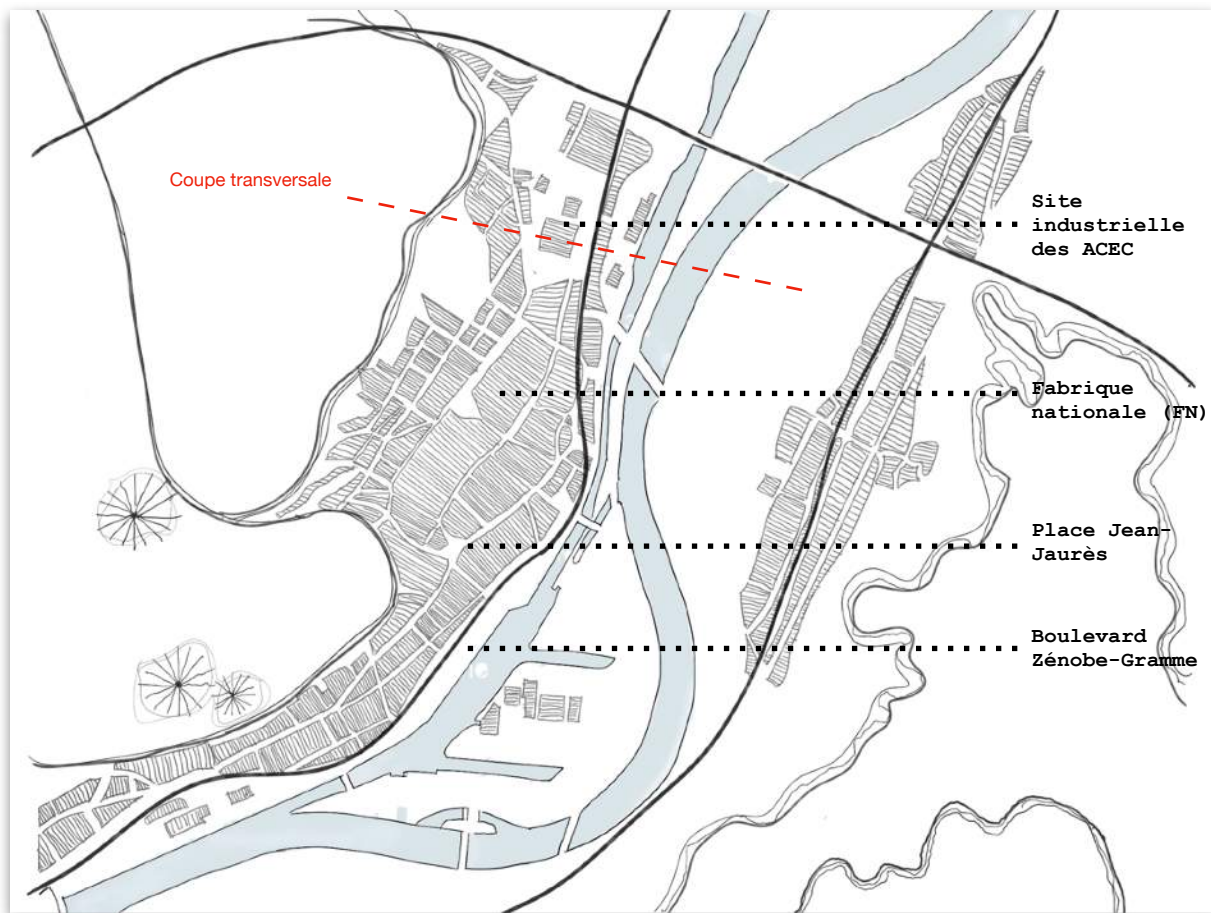 Coupe transversale
Site
industrielle
des ACEC
Fabrique
nationale (FN)
Place Jean-
Jaurès
Boulevard
Zénobe-Gramme